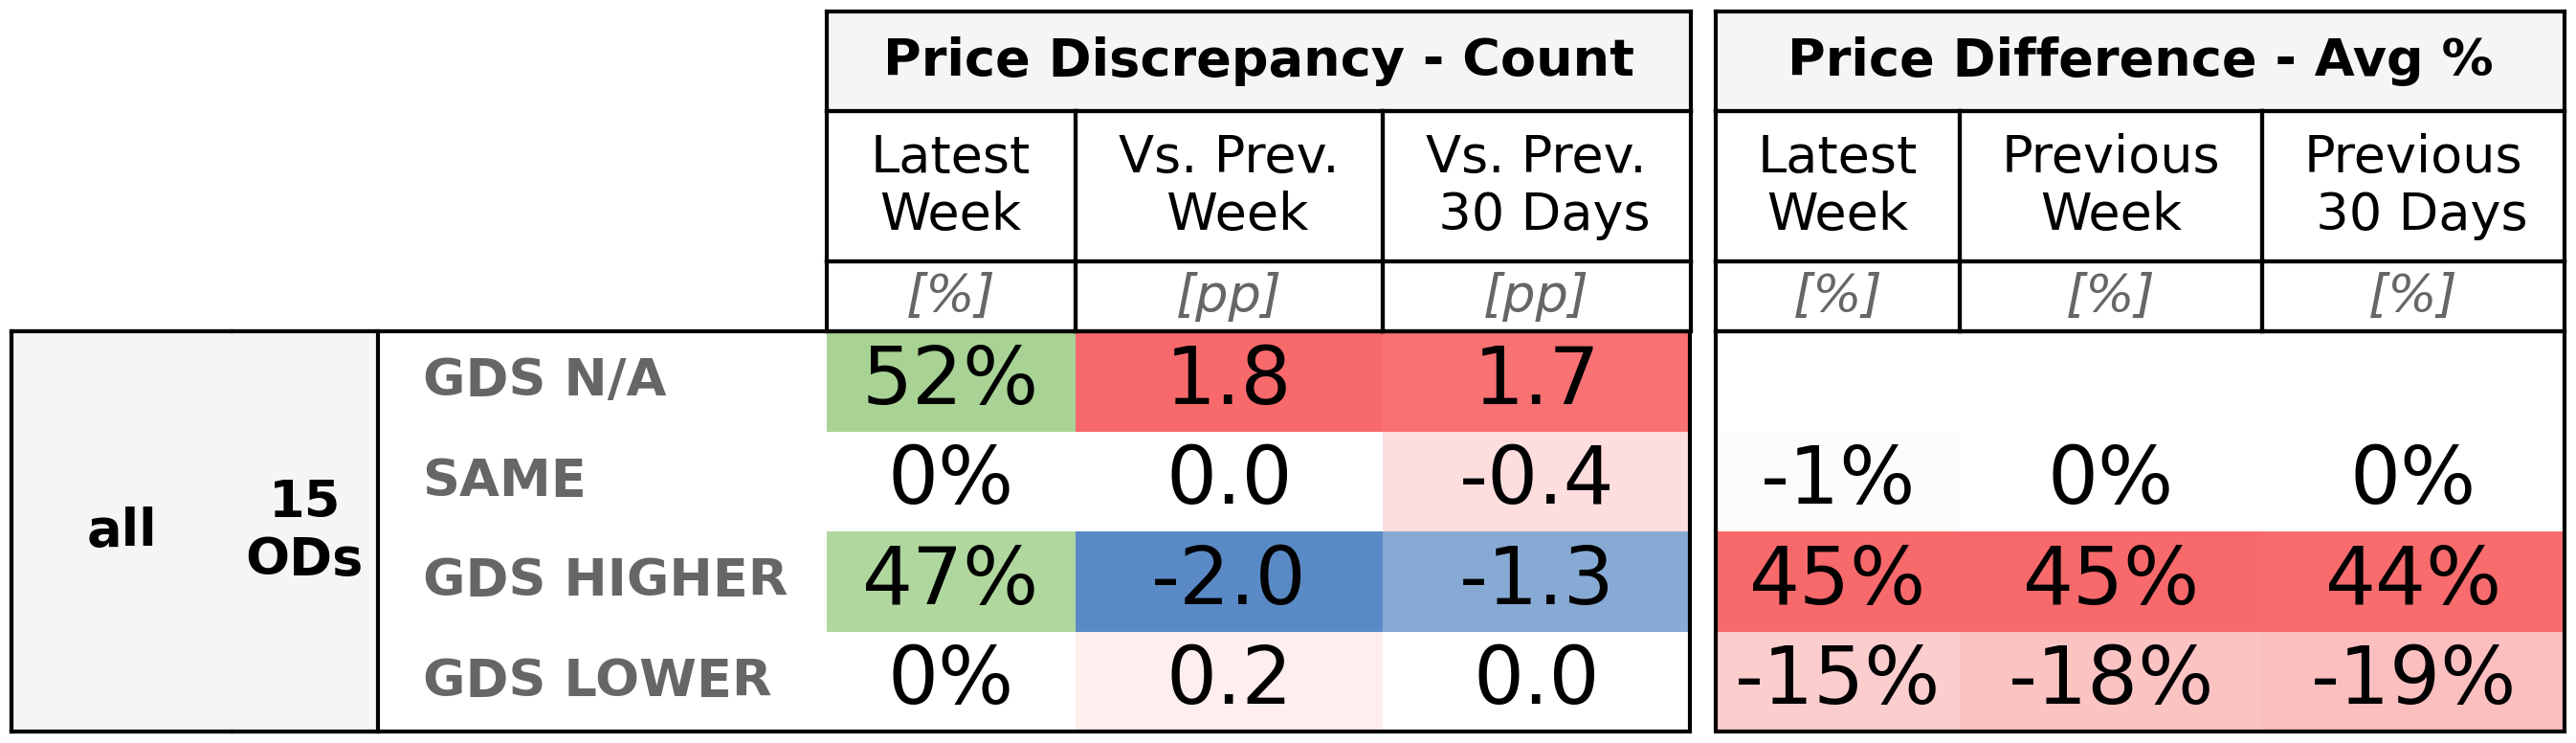 Price Discrepancy - Count Price Difference - Avg %
Latest Week Vs. Prev. Week Vs. Prev. 30 Days Latest Week Previous Week Previous 30 Days
[%] [pp] [pp] [%] [%] [%]
all 15 ODs
GDS N/A 52% 1.8 1.7
SAME 0% 0.0 -0.4 -1% 0% 0%
GDS HIGHER 47% -2.0 -1.3 45% 45% 44%
GDS LOWER 0% 0.2 0.0 -15% -18% -19%